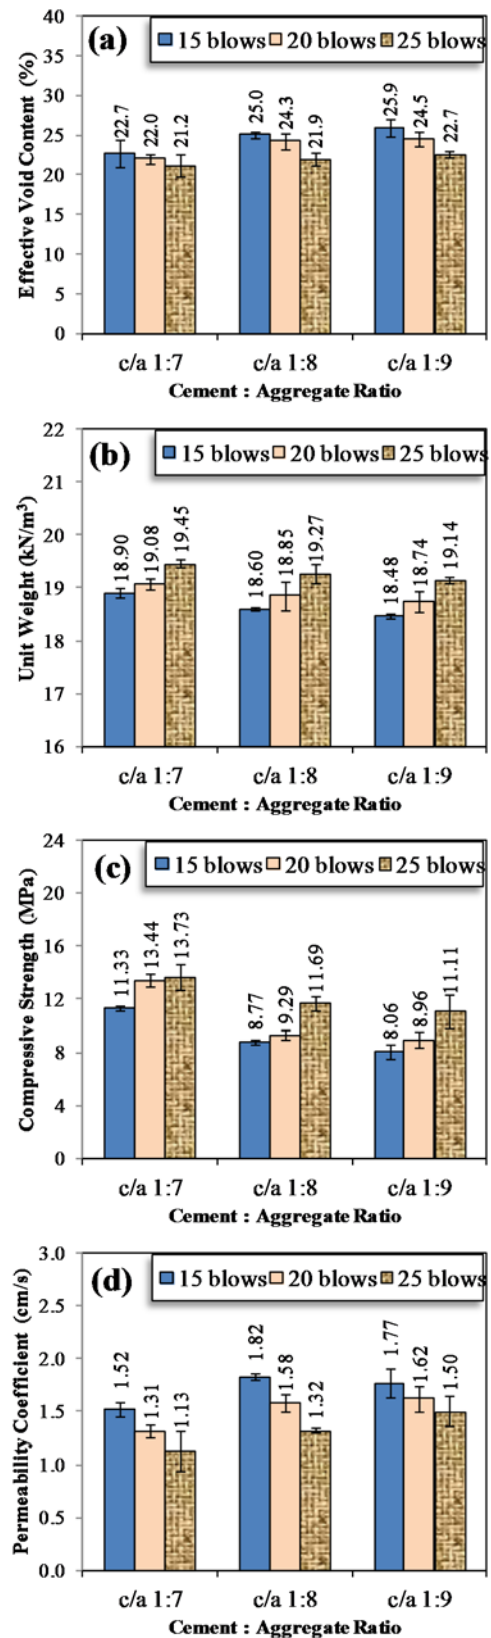 (a)
15 blows 20 blows 25 blows
Effective Void Content (%)
40
35
30
25
20
15
10
5
0
22.7 22.0 21.2 25.0 24.3 21.9 25.9 24.5 22.7
c/a 1:7 c/a 1:8 c/a 1:9
Cement : Aggregate Ratio
(b)
15 blows 20 blows 25 blows
Unit Weight (kN/m³)
22
21
20
19
18
17
16
18.90 19.08 19.45 18.60 18.85 19.27 18.48 18.74 19.14
c/a 1:7 c/a 1:8 c/a 1:9
Cement : Aggregate Ratio
(c)
15 blows 20 blows 25 blows
Compressive Strength (MPa)
24
20
16
12
8
4
0
11.33 13.44 13.73 8.77 9.29 11.69 8.06 8.96 11.11
c/a 1:7 c/a 1:8 c/a 1:9
Cement : Aggregate Ratio
(d)
15 blows 20 blows 25 blows
Permeability Coefficient (cm/s)
3.0
2.5
2.0
1.5
1.0
0.5
0.0
1.52 1.31 1.13 1.82 1.58 1.32 1.77 1.62 1.50
c/a 1:7 c/a 1:8 c/a 1:9
Cement : Aggregate Ratio